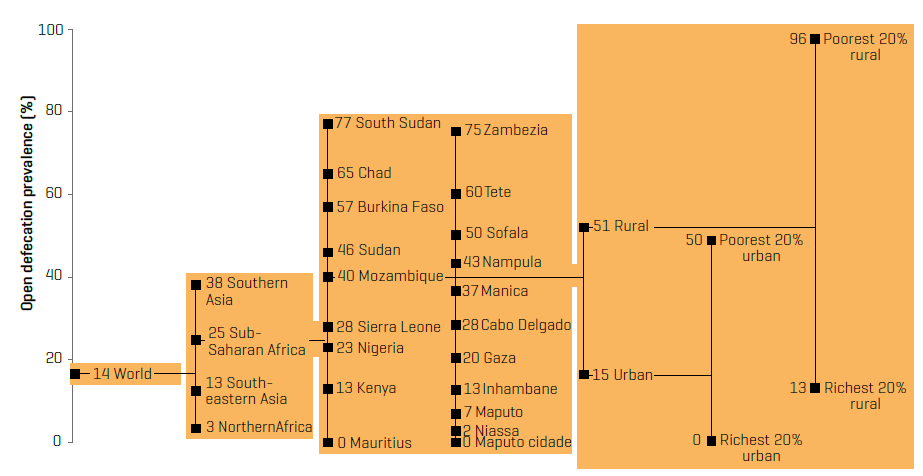 Open defecation prevalence (%)
100
80
60
40
20
0
14 World
38 Southern
Asia
25 Sub-
Saharan Africa
13 South-
eastern Asia
3 NorthernAfrica
77 South Sudan
65 Chad
57 Burkina Faso
46 Sudan
40 Mozambique
28 Sierra Leone
23 Nigeria
13 Kenya
0 Mauritius
75 Zambezia
60 Tete
50 Sofala
43 Nampula
37 Manica
28 Cabo Delgado
20 Gaza
13 Inhambane
7 Maputo
2 Niassa
0 Maputo cidade
51 Rural
15 Urban
50 Poorest 20%
urban
0 Richest 20%
urban
96 Poorest 20%
rural
13 Richest 20%
rural